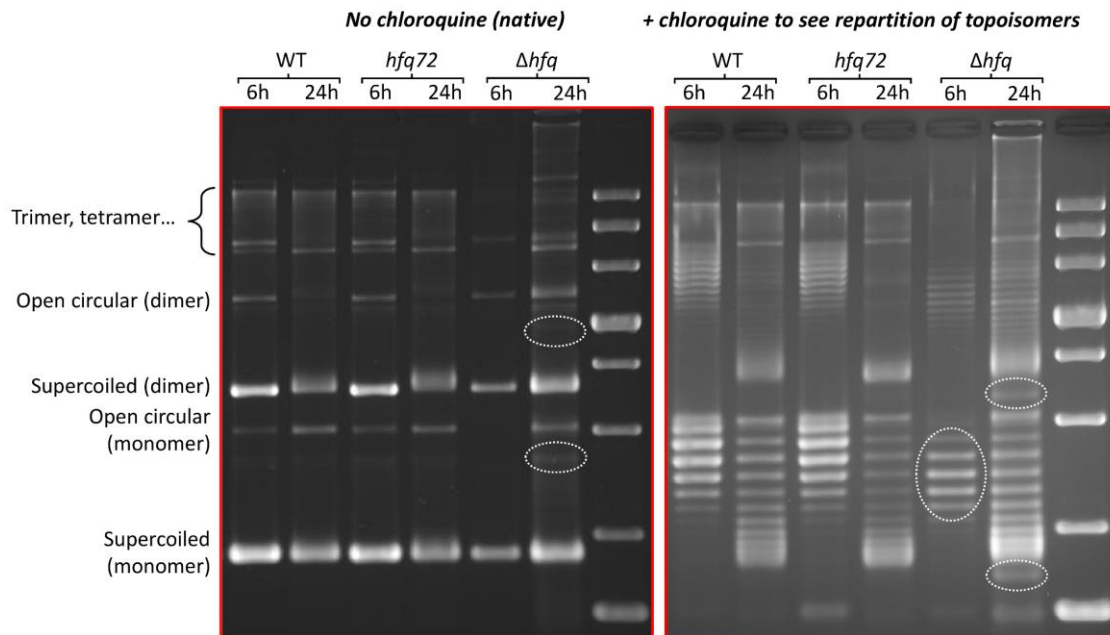 No chloroquine (native)
+ chloroquine to see repartition of topoisomers
WT hfq72 Δhfq
6h 24h 6h 24h 6h 24h
WT hfq72 Δhfq
6h 24h 6h 24h 6h 24h
Trimer, tetramer...
Open circular (dimer)
Supercoiled (dimer)
Open circular
(monomer)
Supercoiled
(monomer)